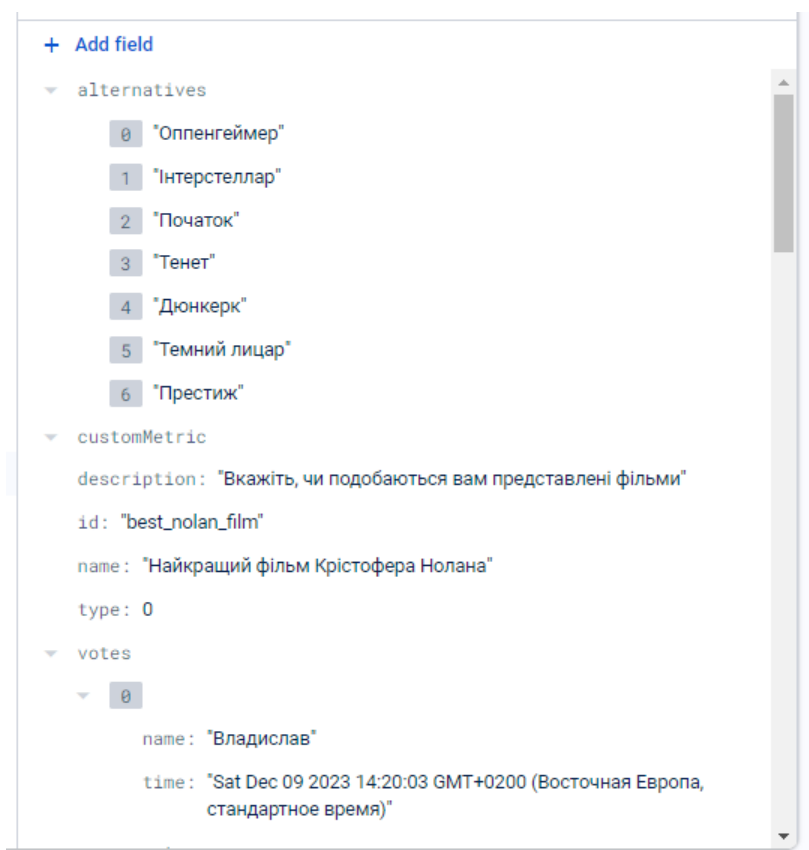 + Add field
alternatives
0 "Оппенгеймер"
1 "Інтерстеллар"
2 "Початок"
3 "Тенет"
4 "Дюнкерк"
5 "Темний лицар"
6 "Престиж"
customMetric
description: "Вкажіть, чи подобаються вам представлені фільми"
id: "best_nolan_film"
name: "Найкращий фільм Крістофера Нолана"
type: 0
votes
0
name: "Владислав"
time: "Sat Dec 09 2023 14:20:03 GMT+0200 (Восточная Европа,
стандартное время)"